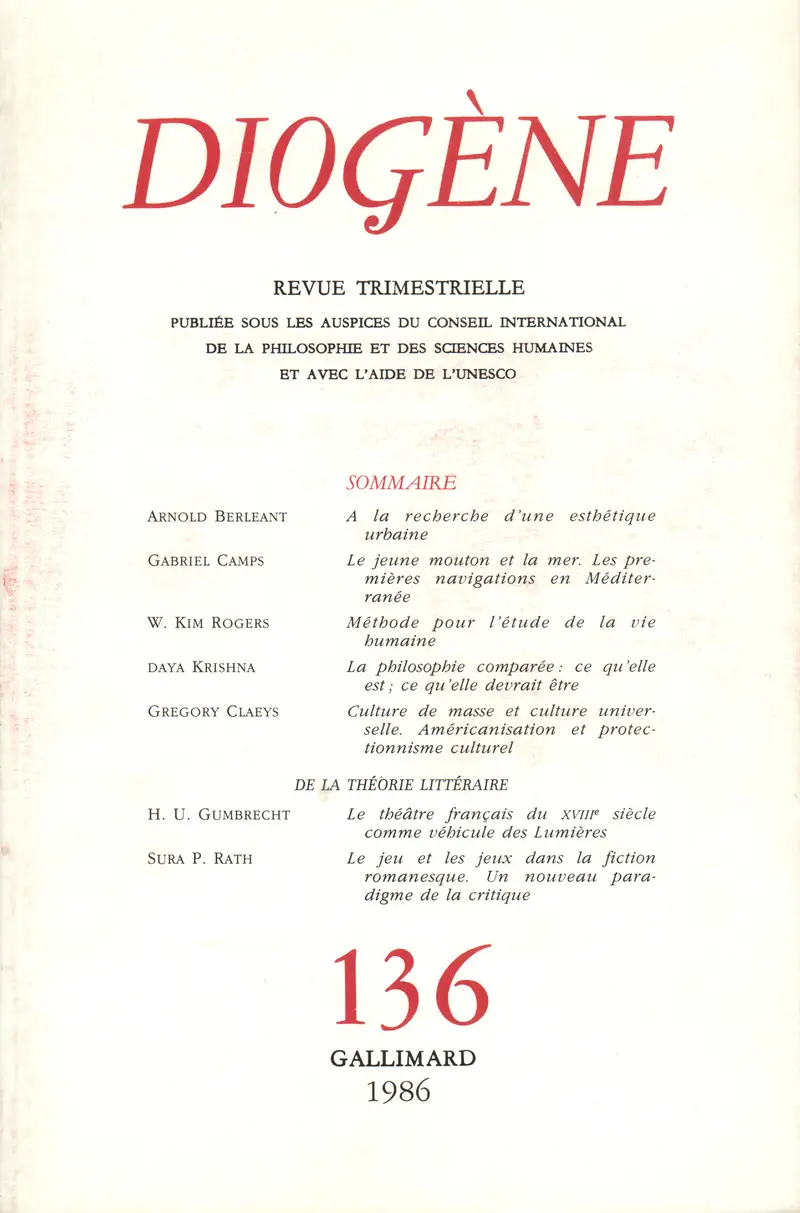 DIOGÈNE
REVUE TRIMESTRIELLE
PUBLIÉE SOUS LES AUSPICES DU CONSEIL INTERNATIONAL
DE LA PHILOSOPHIE ET DES SCIENCES HUMAINES
ET AVEC L'AIDE DE L'UNESCO
SOMMAIRE
ARNOLD BERLEANT A la recherche d'une esthétique
urbaine
GABRIEL CAMPS Le jeune mouton et la mer. Les pre-
mières navigations en Méditer-
ranée
W. KIM ROGERS Méthode pour l'étude de la vie
humaine
DAYA KRISHNA La philosophie comparée : ce qu'elle
est ; ce qu'elle devrait être
GREGORY CLAEYS Culture de masse et culture univer-
selle. Américanisation et protec-
tionnisme culturel
DE LA THÉORIE LITTÉRAIRE
H. U. GUMBRECHT Le théâtre français du XVIIIe siècle
comme véhicule des Lumières
SURA P. RATH Le jeu et les jeux dans la fiction
romanesque. Un nouveau para-
digme de la critique
136
GALLIMARD
1986